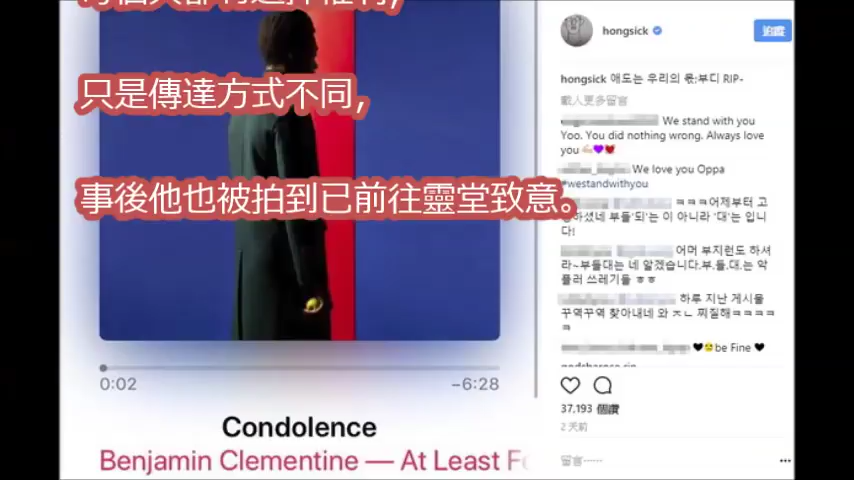 只是傳達方式不同,
事後他也被拍到已前往靈堂致意。
0:02
−6:28
Condolence
Benjamin Clementine — At Least
hongsick
追蹤
hongsick 애도는 우리의 몫;부디 RIP-
載入更多留言
We stand with you
Yoo. You did nothing wrong. Always love
you 💪🏻💜💓
We love you Oppa
#westandwithyou
ㅋㅋㅋ어제부터 고
하셨네 부들'되'는 이 아니라 '대'는 입니
다!
어머 부지런도 하셔
라~부들대는 네 알겠습니다.부.들.대.는 악
플러 쓰레기들 ㅎㅎ
하루 지난 게시물
꾸역꾸역 찾아내네 와 ㅈㄴ 찌질해ㅋㅋㅋㅋ
ㅋ
🖤😢be Fine 🖤
37,193 個讚
2 天前
留言······